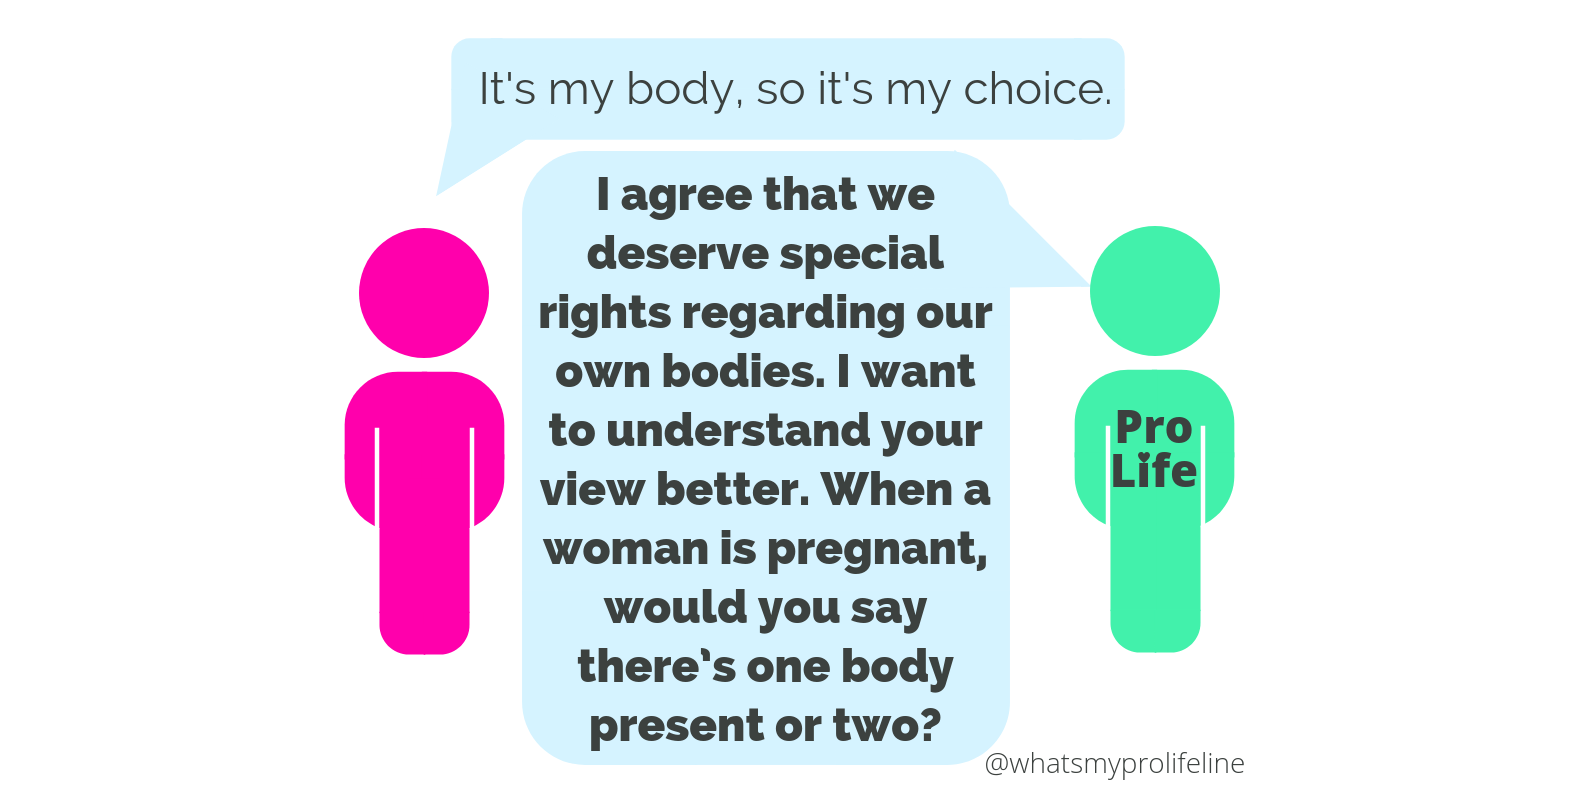 It's my body, so it's my choice.
I agree that we
deserve special
rights regarding our
own bodies. I want
to understand your
view better. When a
woman is pregnant,
would you say
there’s one body
present or two?
Pro
Life
@whatsmyprolifeline